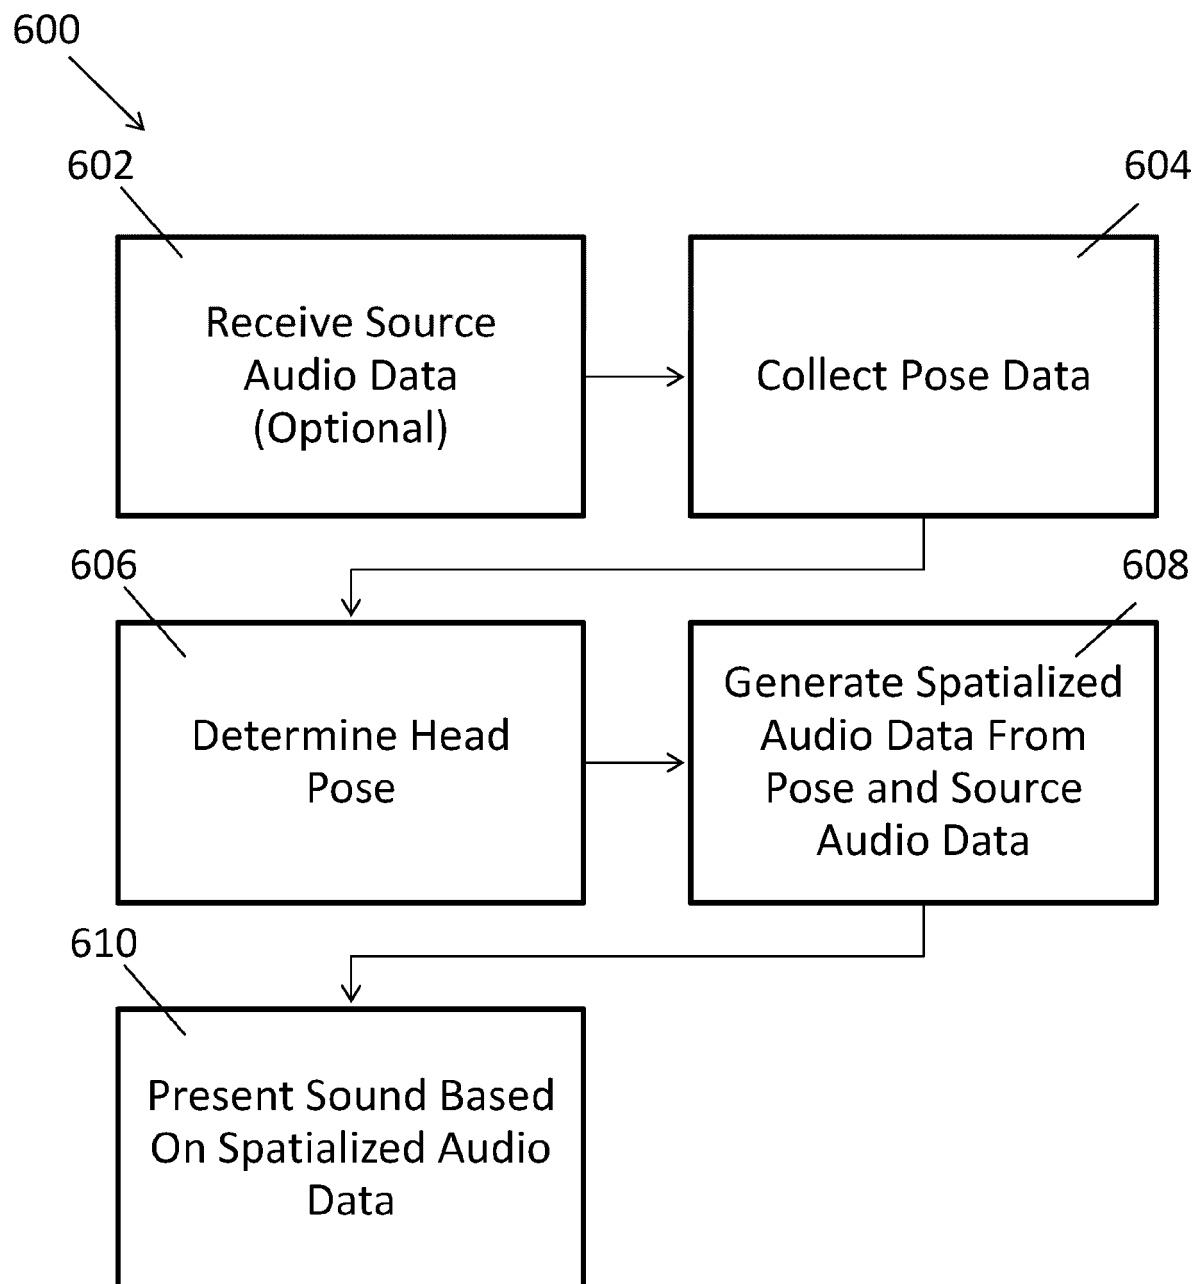 600
602
604
Receive Source
Audio Data
(Optional)
Collect Pose Data
606
608
Determine Head
Pose
Generate Spatialized
Audio Data From
Pose and Source
Audio Data
610
Present Sound Based
On Spatialized Audio
Data